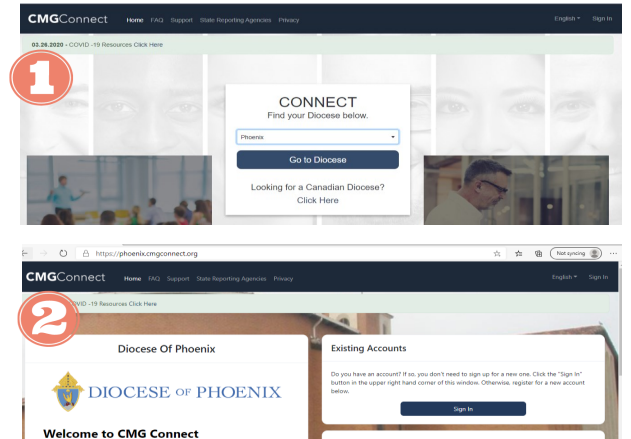 CMGConnect Home FAQ Support State Reporting Agencies Privacy English Sign In
03.26.2020 - COVID -19 Resources Click Here
1
CONNECT
Find your Diocese below.
Phoenix
Go to Diocese
Looking for a Canadian Diocese?
Click Here
https://phoenix.cmgconnect.org Not syncing
CMGConnect Home FAQ Support State Reporting Agencies Privacy English Sign In
OVID -19 Resources Click Here
2
Diocese Of Phoenix
DIOCESE OF PHOENIX
Welcome to CMG Connect
Existing Accounts
Do you have an account? If so, you don't need to sign up for a new one. Click the "Sign In"
button in the upper right hand corner of this window. Otherwise, register for a new account
below.
Sign In